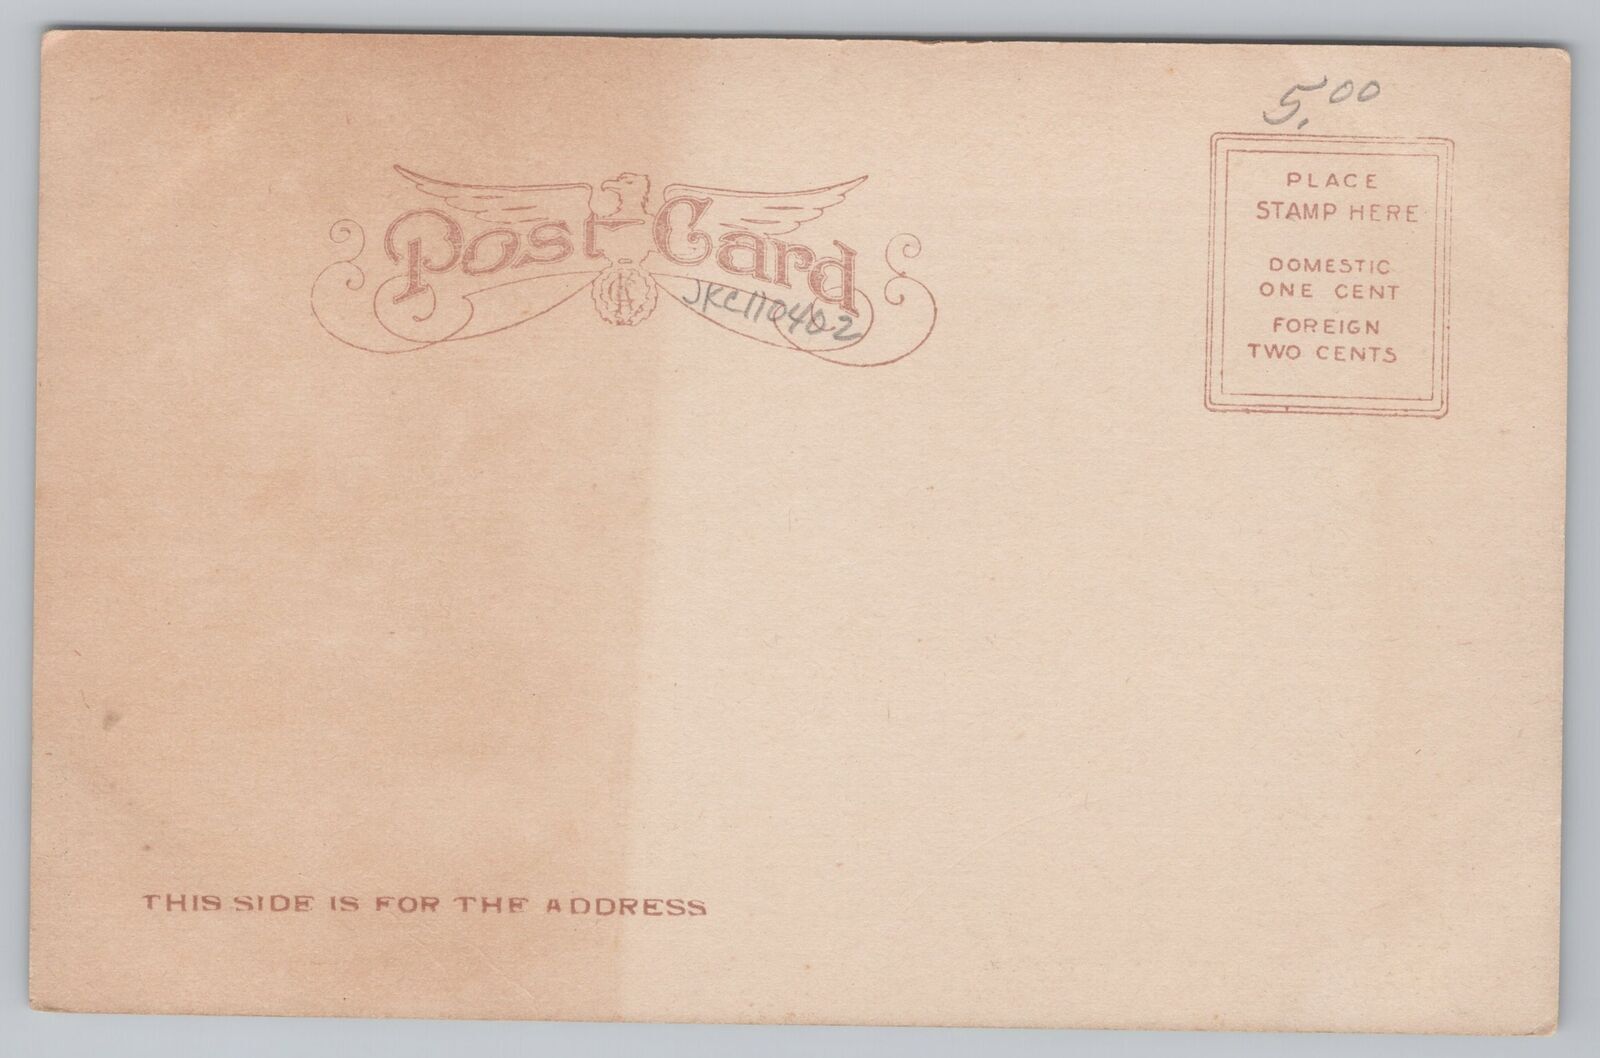 5.00
PLACE
STAMP HERE
DOMESTIC
ONE CENT
FOREIGN
TWO CENTS
Post Card
JKC110402
THIS SIDE IS FOR THE ADDRESS